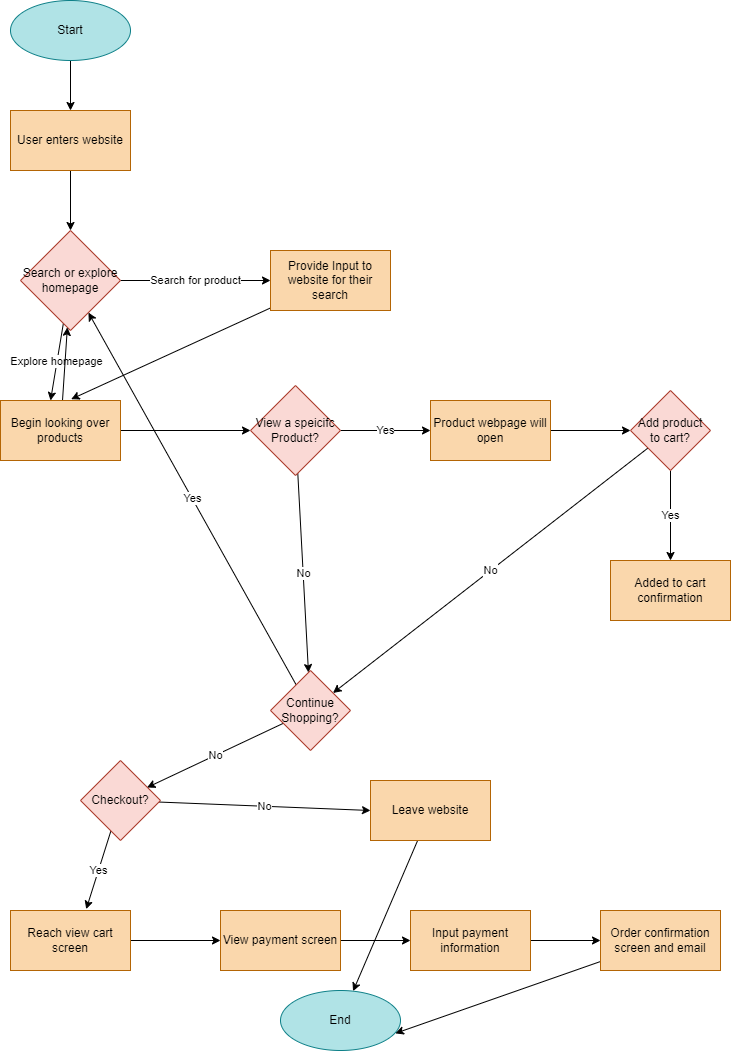 Start
User enters website
Search or explore
homepage
Search for product
Provide Input to
website for their
search
Explore homepage
Begin looking over
products
View a speicifc
Product?
Yes
Product webpage will
open
Add product
to cart?
Yes
Yes
No
No
Added to cart
confirmation
Continue
Shopping?
No
Checkout?
No
Leave website
Yes
Reach view cart
screen
View payment screen
Input payment
information
Order confirmation
screen and email
End